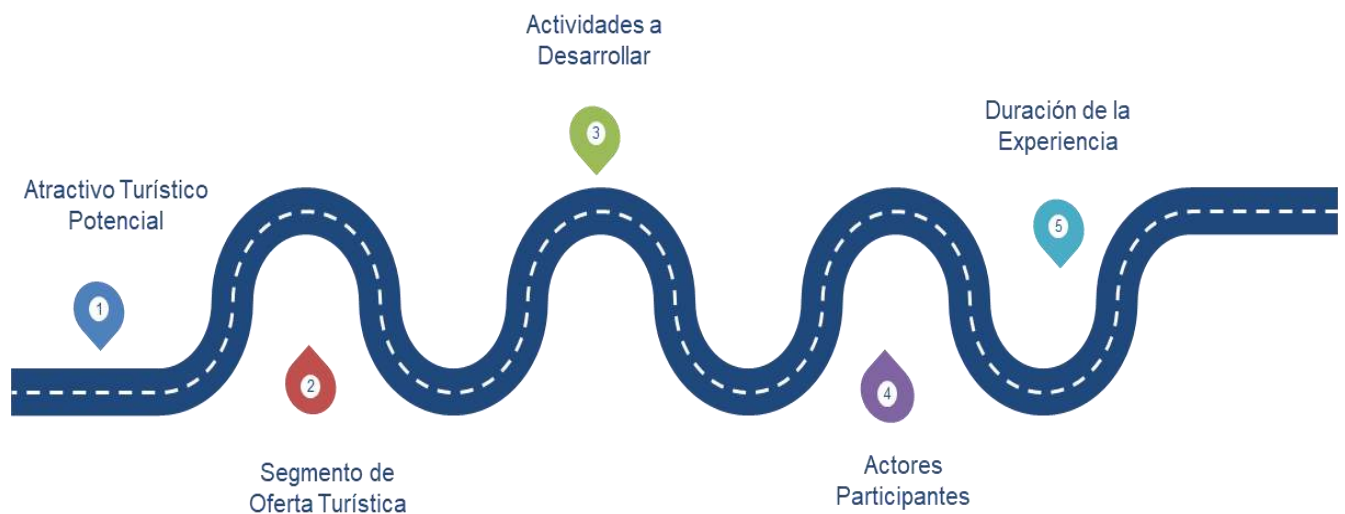 Atractivo Turístico
Potencial
1
2
Segmento de
Oferta Turística
Actividades a
Desarrollar
3
4
Actores
Participantes
Duración de la
Experiencia
5